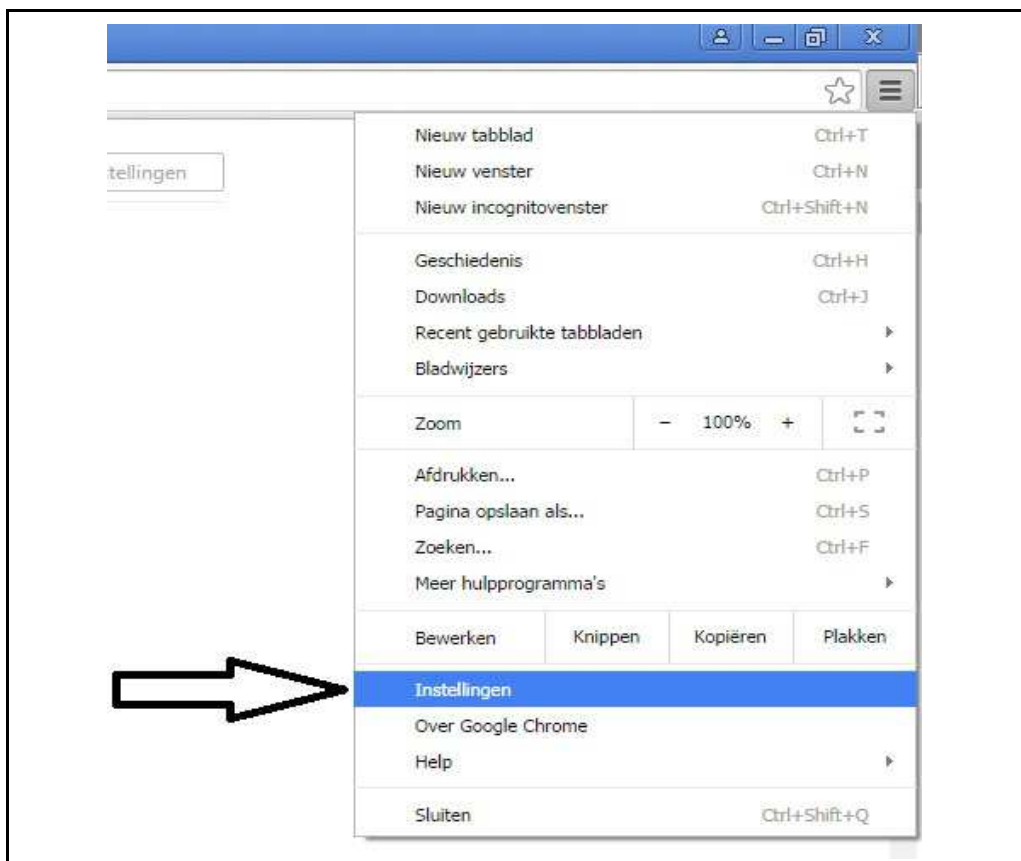 Nieuw tabblad Ctrl+T
tellingen
Nieuw venster Ctrl+N
Nieuw incognitovenster Ctrl+Shift+N
Geschiedenis Ctrl+H
Downloads Ctrl+J
Recent gebruikte tabbladen
Bladwijzers
Zoom - 100% +
Afdrukken... Ctrl+P
Pagina opslaan als... Ctrl+S
Zoeken... Ctrl+F
Meer hulpprogramma's
Bewerken Knippen Kopiëren Plakken
Instellingen
Over Google Chrome
Help
Sluiten Ctrl+Shift+Q